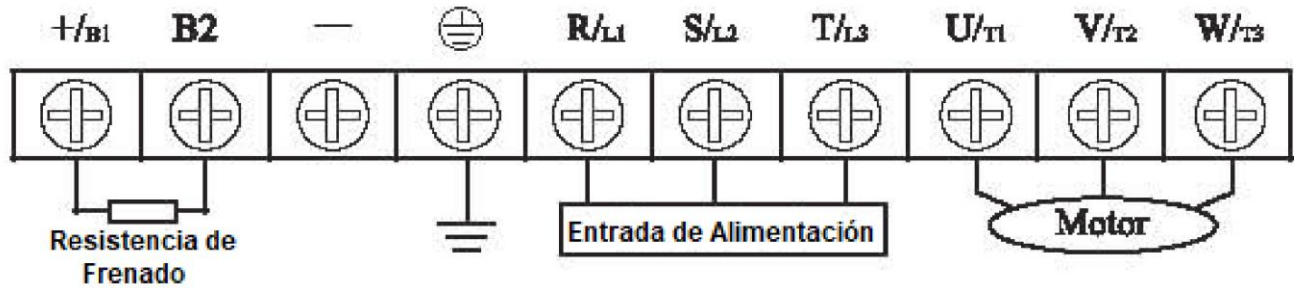 +/B1 B2 — R/L1 S/L2 T/L3 U/T1 V/T2 W/T3
Resistencia de
Frenado
Entrada de Alimentación
Motor